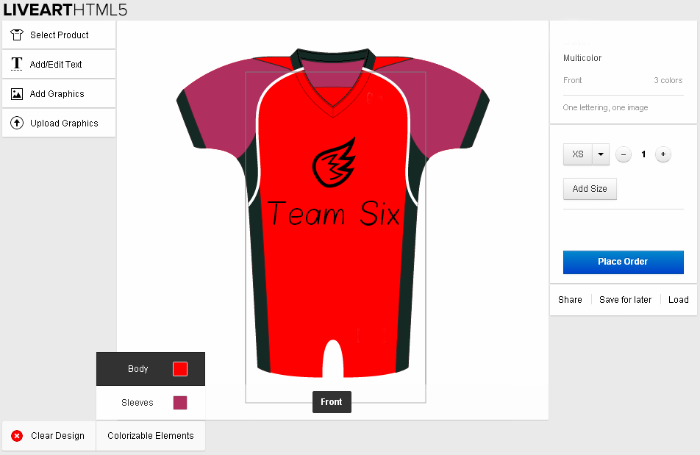 LIVEARTHTML5
Select Product
Add/Edit Text
Add Graphics
Upload Graphics
Team Six
Front
Body
Sleeves
Clear Design
Colorizable Elements
Multicolor
Front 3 colors
One lettering, one image
XS 1
Add Size
Place Order
Share Save for later Load